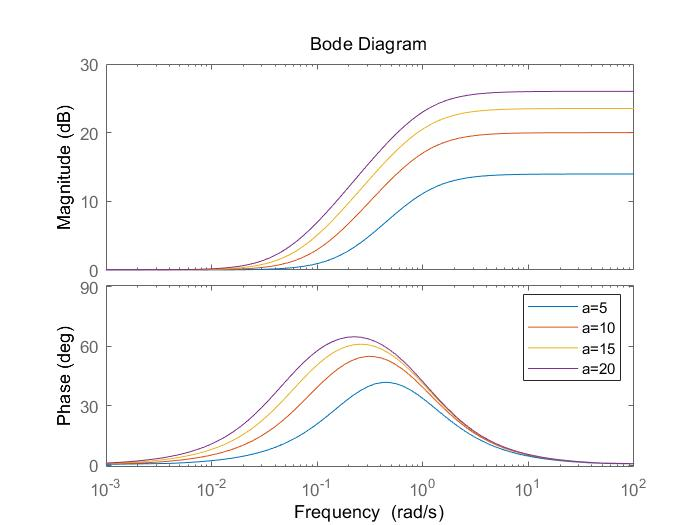 Bode Diagram
Magnitude (dB)
30
20
10
0
Phase (deg)
90
60
30
0
a=5
a=10
a=15
a=20
10-3
10-2
10-1
100
101
102
Frequency (rad/s)